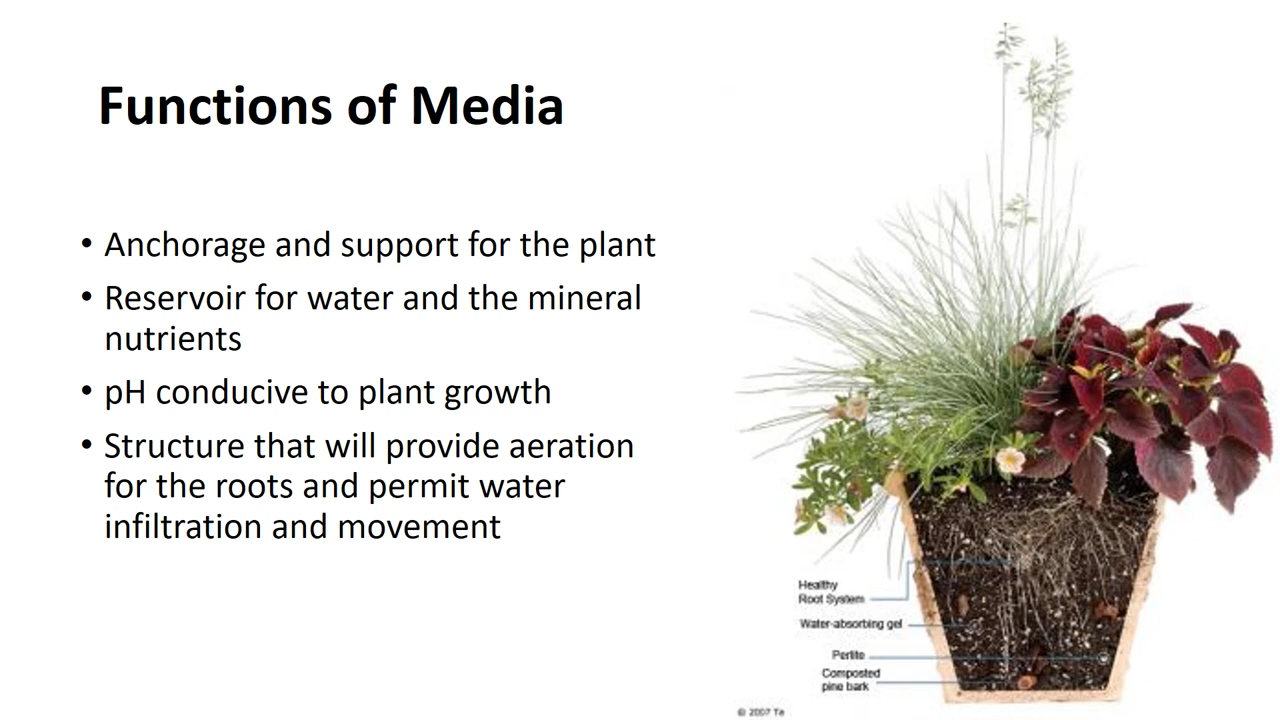 Functions of Media
• Anchorage and support for the plant
• Reservoir for water and the mineral
nutrients
• pH conducive to plant growth
• Structure that will provide aeration
for the roots and permit water
infiltration and movement
Healthy
Root System
Water-absorbing gel
Perlite
Composted
pine bark
© 2007 Te